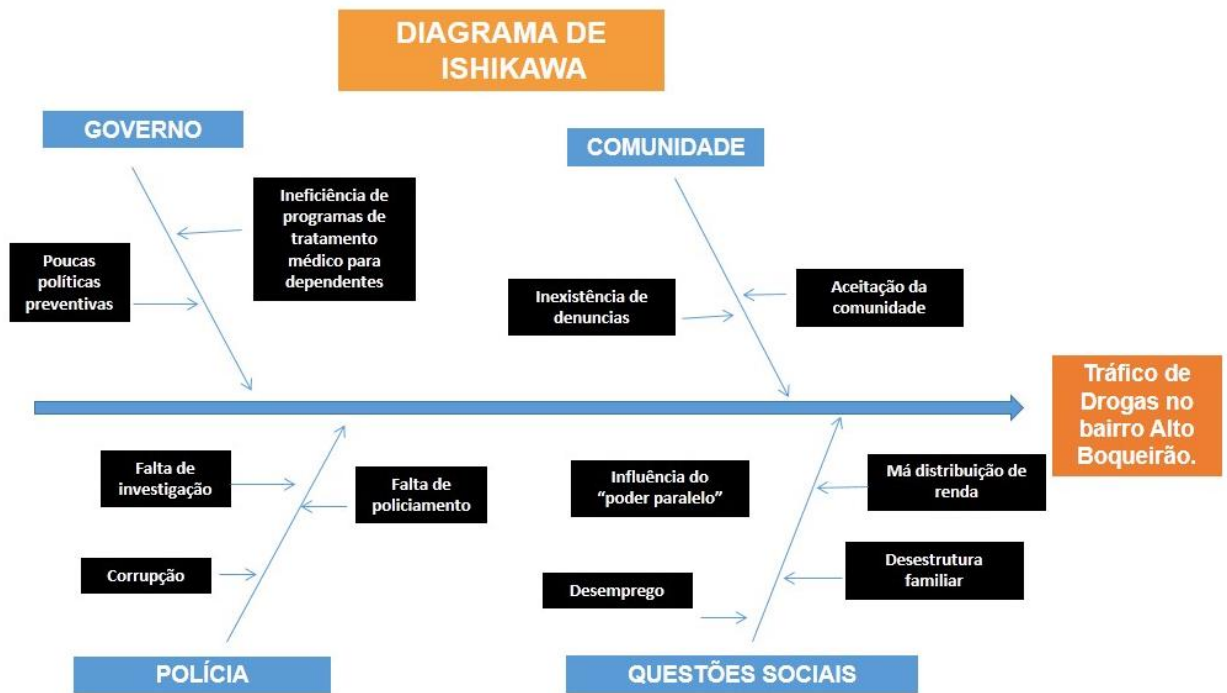 DIAGRAMA DE
ISHIKAWA
GOVERNO
COMUNIDADE
Ineficiência de
programas de
tratamento
médico para
dependentes
Poucas
políticas
preventivas
Inexistência de
denuncias
Aceitação da
comunidade
Tráfico de
Drogas no
bairro Alto
Boqueirão.
Falta de
investigação
Falta de
policiamento
Corrupção
Influência do
“poder paralelo”
Má distribuição de
renda
Desestrutura
familiar
Desemprego
POLÍCIA
QUESTÕES SOCIAIS